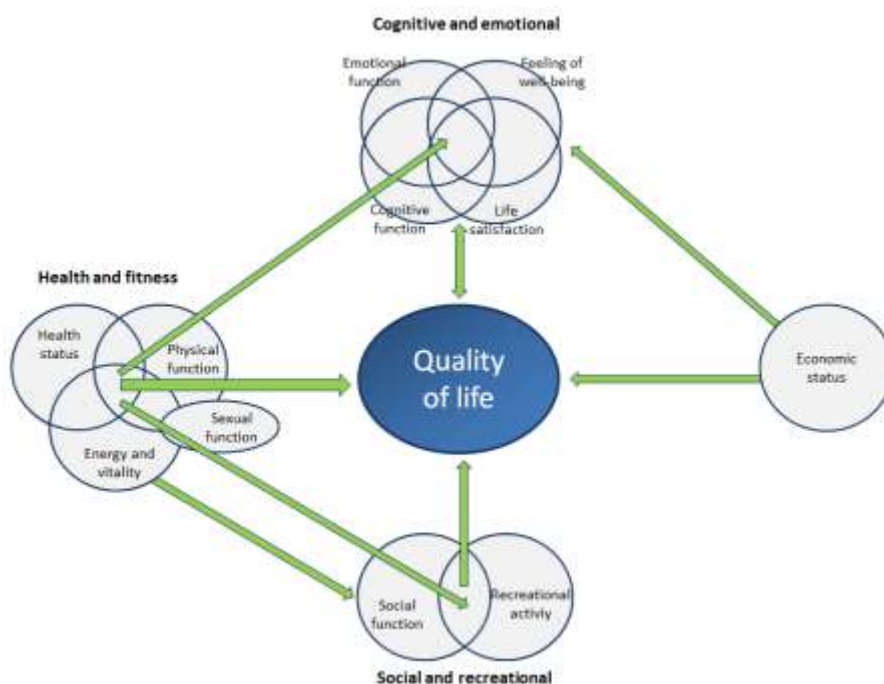 Cognitive and emotional
Emotional
function
Feeling of
well-being
Cognitive
function
Life
satisfaction
Health and fitness
Health
status
Physical
function
Sexual
function
Energy and
vitality
Quality
of life
Economic
status
Social
function
Recreational
activiy
Social and recreational